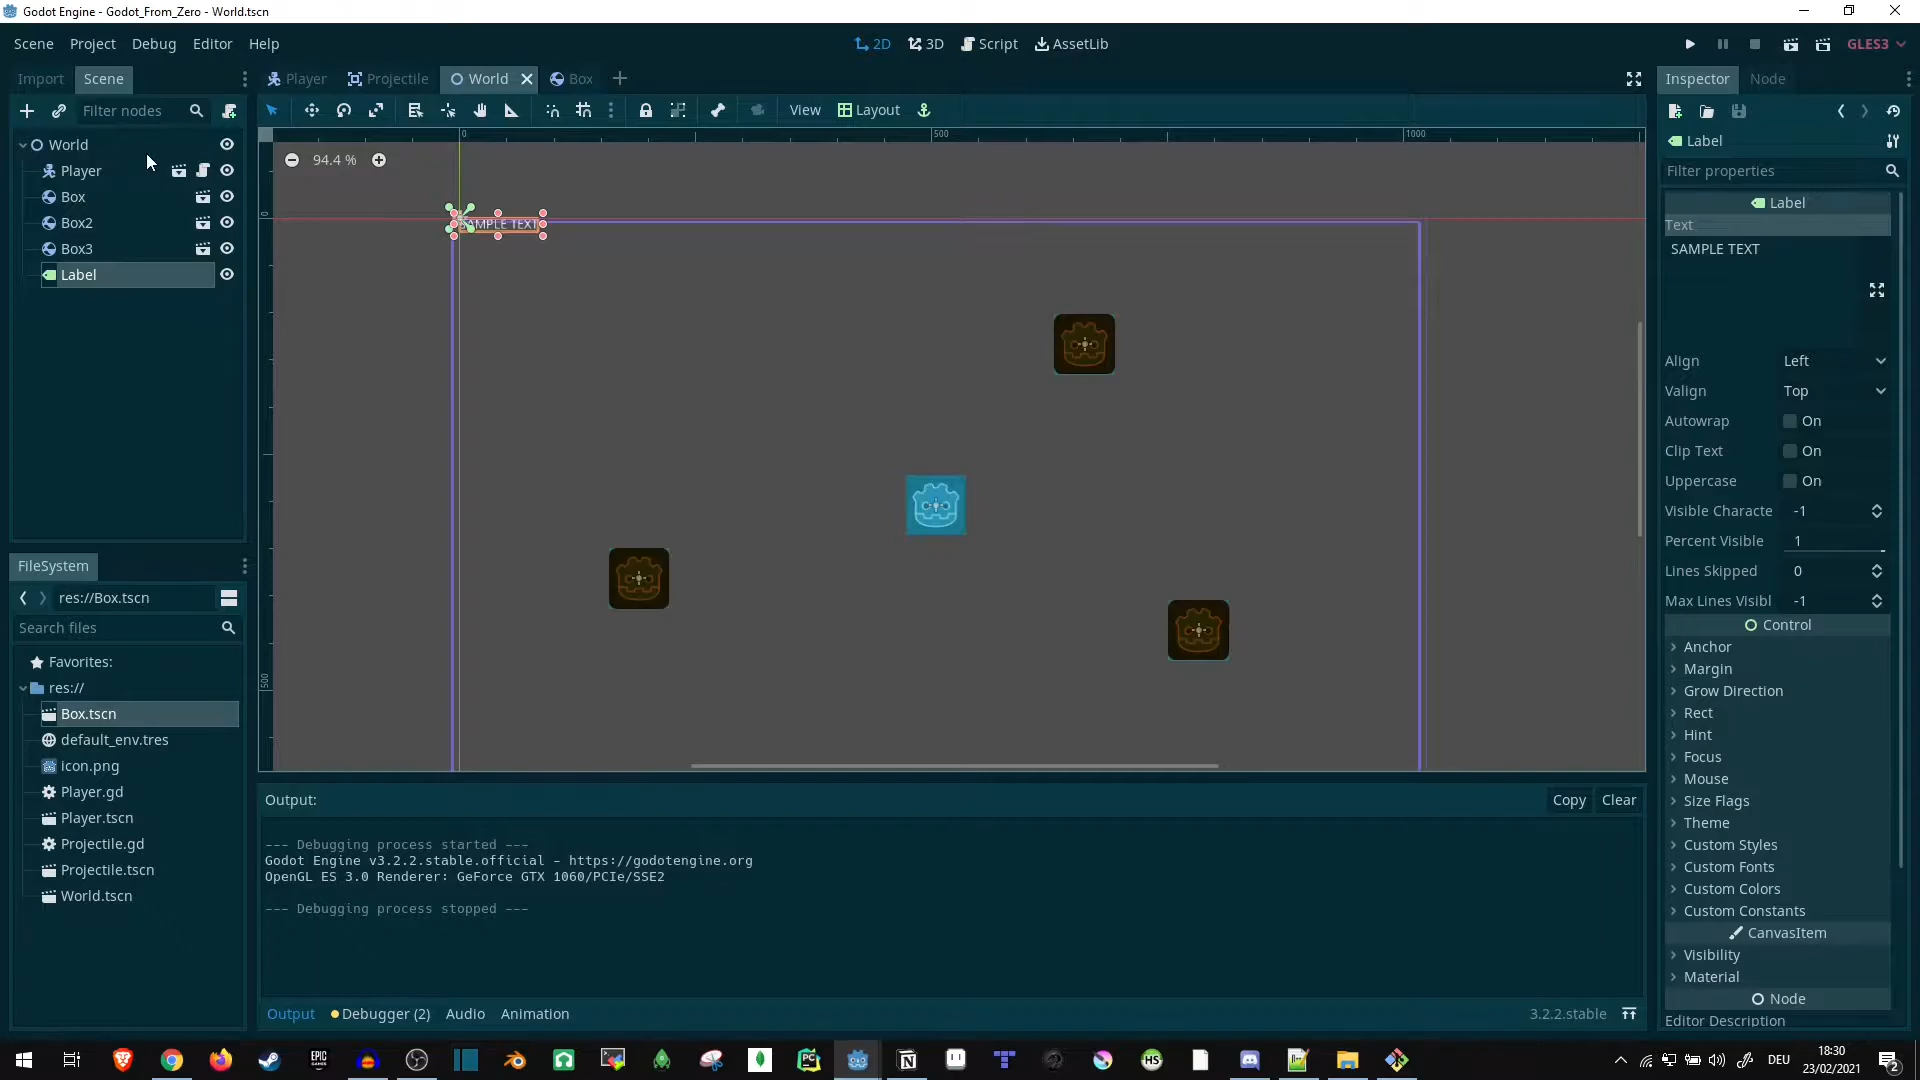 Godot Engine - Godot_From_Zero - World.tscn
Scene Project Debug Editor Help
2D 3D Script AssetLib
GLES3
Import Scene
Player Projectile World Box
Inspector Node
Filter nodes
View Layout
0 500 1000
94.4 %
0
500
World
Player
Box
Box2
Box3
Label
SAMPLE TEXT
FileSystem
res://Box.tscn
Search files
Favorites:
res://
Box.tscn
default_env.tres
icon.png
Player.gd
Player.tscn
Projectile.gd
Projectile.tscn
World.tscn
Output:
Copy Clear
--- Debugging process started ---
Godot Engine v3.2.2.stable.official - https://godotengine.org
OpenGL ES 3.0 Renderer: GeForce GTX 1060/PCIe/SSE2
--- Debugging process stopped ---
Output Debugger (2) Audio Animation
3.2.2.stable
Label
Filter properties
Label
Text
SAMPLE TEXT
Align Left
Valign Top
Autowrap On
Clip Text On
Uppercase On
Visible Characte -1
Percent Visible 1
Lines Skipped 0
Max Lines Visibl -1
Control
Anchor
Margin
Grow Direction
Rect
Hint
Focus
Mouse
Size Flags
Theme
Custom Styles
Custom Fonts
Custom Colors
Custom Constants
CanvasItem
Visibility
Material
Node
Editor Description
EPIC
PC
HS
DEU
18:30
23/02/2021
2